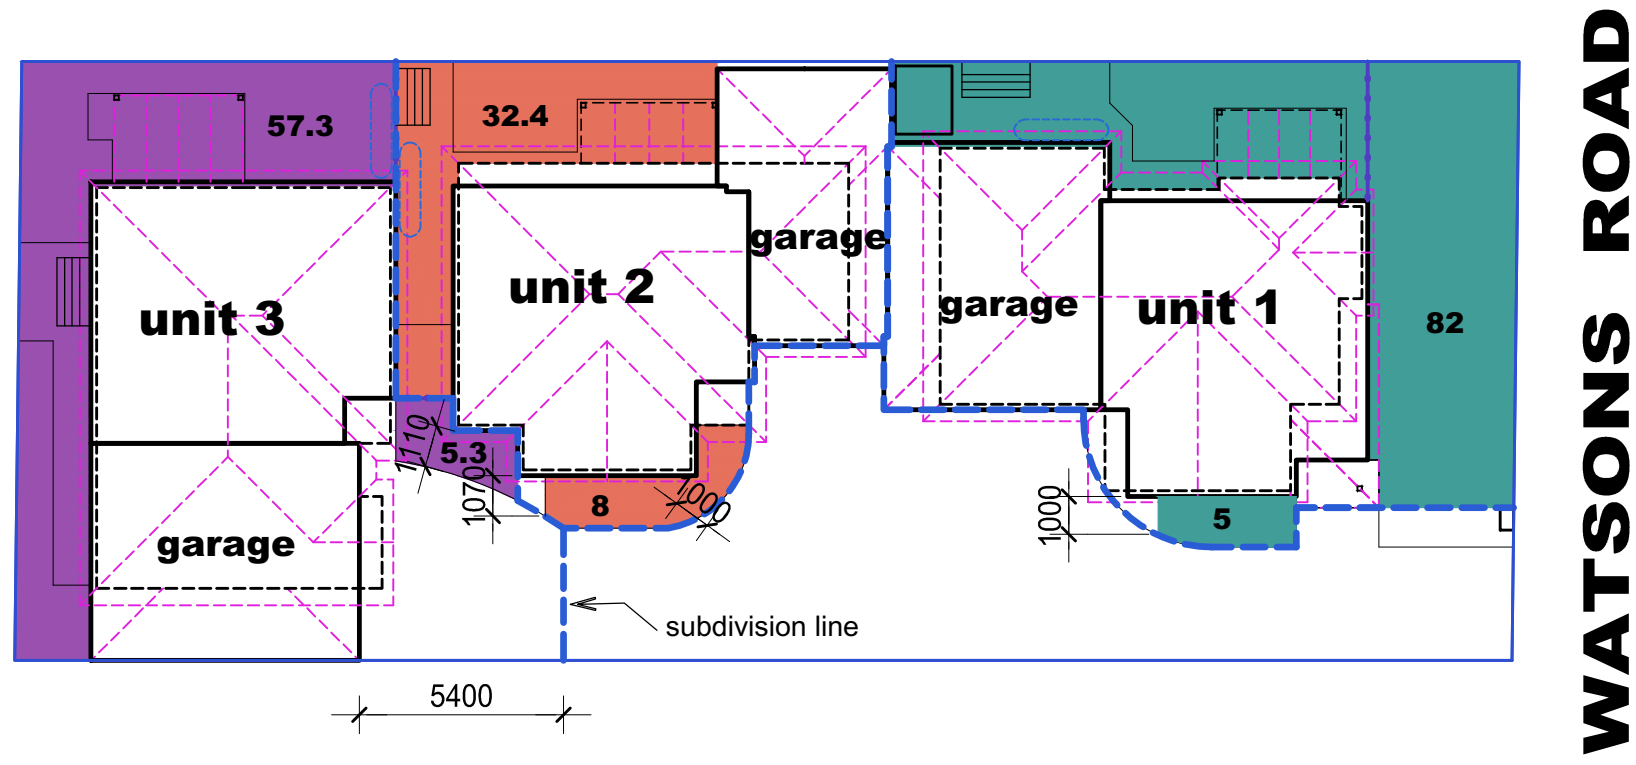 57.3
32.4
unit 3
unit 2
garage
garage
unit 1
82
1110
5.3
1070
8
1000
1000
5
garage
subdivision line
5400
WATSONS ROAD